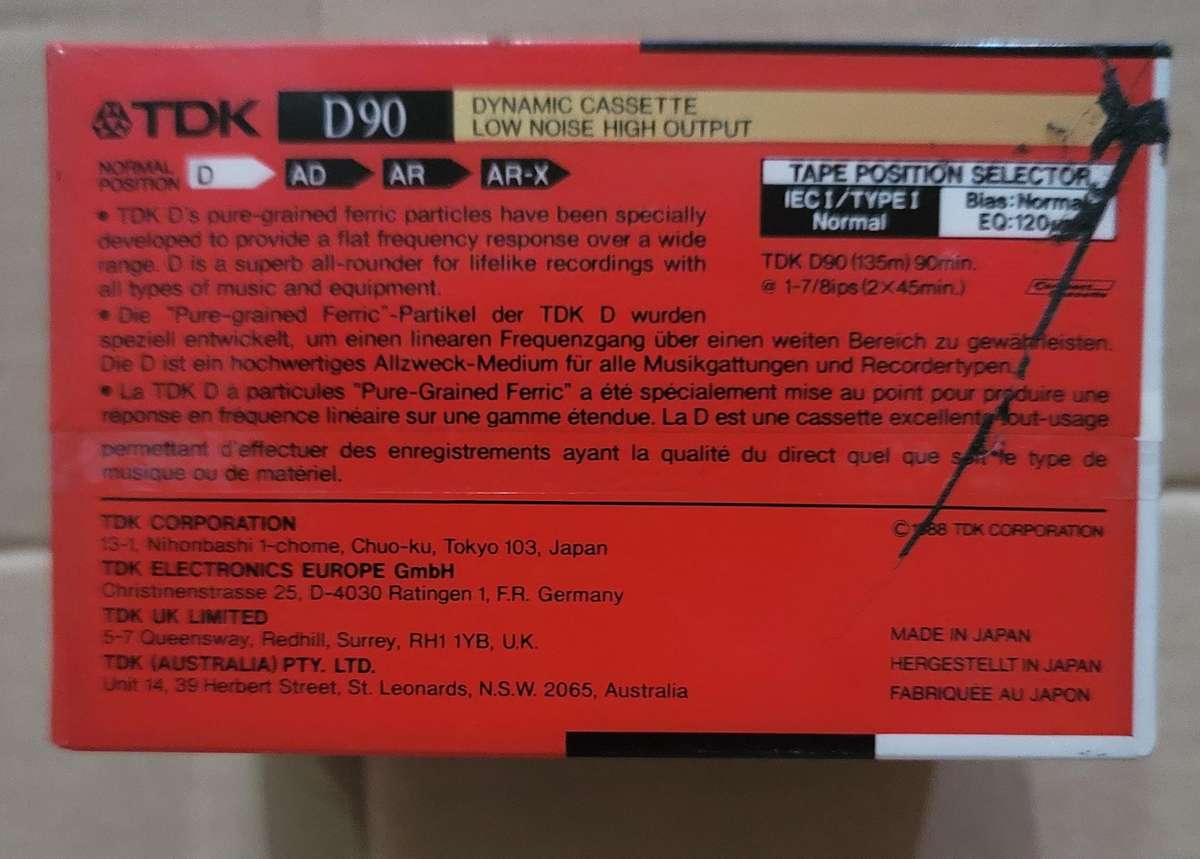 TDK D90 DYNAMIC CASSETTE
LOW NOISE HIGH OUTPUT
NORMAL POSITION D AD AR AR-X
TAPE POSITION SELECTOR
IEC I/TYPE I
Normal
Bias:Normal
EQ:120µs
TDK D90 (135m) 90min.
@ 1-7/8ips (2×45min.)
• TDK D's pure-grained ferric particles have been specially
developed to provide a flat frequency response over a wide
range. D is a superb all-rounder for lifelike recordings with
all types of music and equipment.
• Die "Pure-grained Ferric"-Partikel der TDK D wurden
speziell entwickelt, um einen linearen Frequenzgang über einen weiten Bereich zu gewährleisten.
Die D ist ein hochwertiges Allzweck-Medium für alle Musikgattungen und Recordertypen.
• La TDK D à particules "Pure-Grained Ferric" a été spécialement mise au point pour produire une
réponse en fréquence linéaire sur une gamme étendue. La D est une cassette excellente tout-usage
permettant d'effectuer des enregistrements ayant la qualité du direct quel que soit le type de
musique ou de matériel.
TDK CORPORATION
13-1, Nihonbashi 1-chome, Chuo-ku, Tokyo 103, Japan
TDK ELECTRONICS EUROPE GmbH
Christinenstrasse 25, D-4030 Ratingen 1, F.R. Germany
TDK UK LIMITED
5-7 Queensway, Redhill, Surrey, RH1 1YB, U.K.
TDK (AUSTRALIA) PTY. LTD.
Unit 14, 39 Herbert Street, St. Leonards, N.S.W. 2065, Australia
© 1988 TDK CORPORATION
MADE IN JAPAN
HERGESTELLT IN JAPAN
FABRIQUÉE AU JAPON